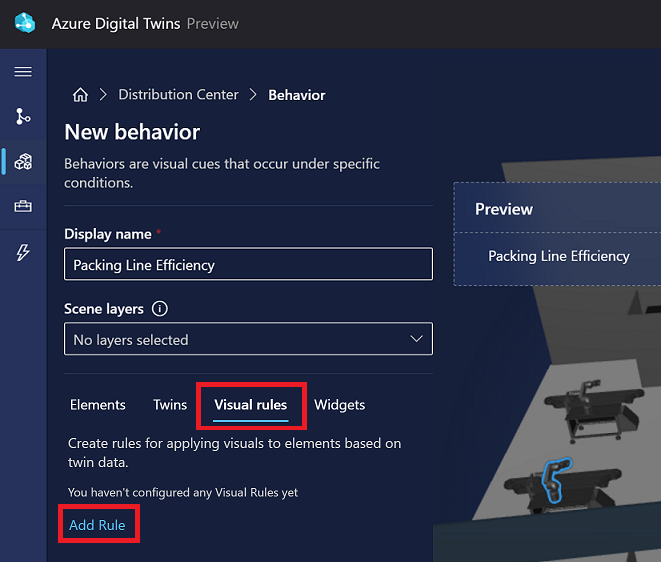 Azure Digital Twins Preview
Distribution Center > Behavior
New behavior
Behaviors are visual cues that occur under specific
conditions.
Display name *
Packing Line Efficiency
Scene layers
No layers selected
Elements Twins Visual rules Widgets
Create rules for applying visuals to elements based on
twin data.
You haven't configured any Visual Rules yet
Add Rule
Preview
Packing Line Efficiency